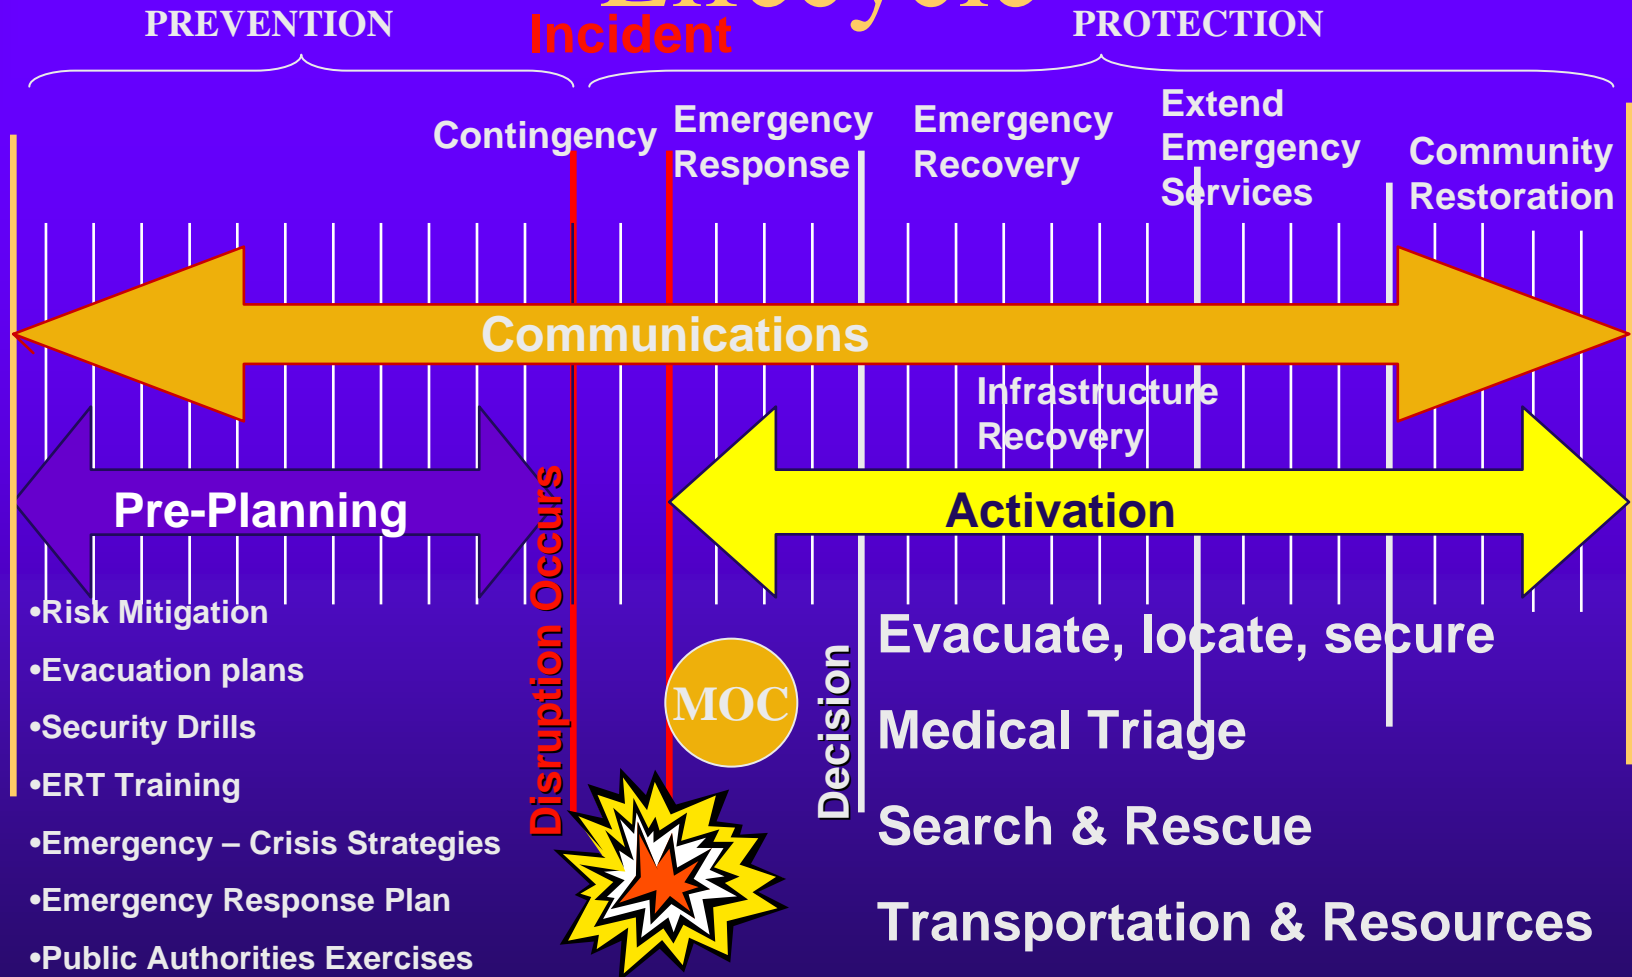 Lifecycle
PREVENTION
Incident
PROTECTION
Contingency
Emergency
Response
Emergency
Recovery
Extend
Emergency
Services
Community
Restoration
Communications
Infrastructure
Recovery
Pre-Planning
Activation
Disruption Occurs
•Risk Mitigation
•Evacuation plans
•Security Drills
•ERT Training
•Emergency – Crisis Strategies
•Emergency Response Plan
•Public Authorities Exercises
MOC
Decision
Evacuate, locate, secure
Medical Triage
Search & Rescue
Transportation & Resources